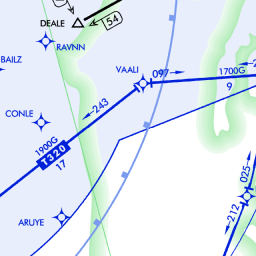 DEALE
54
RAVNN
BAILZ
VAALI
097
1700G
9
243
CONLE
1900G
T320
17
025
212
ARUYE